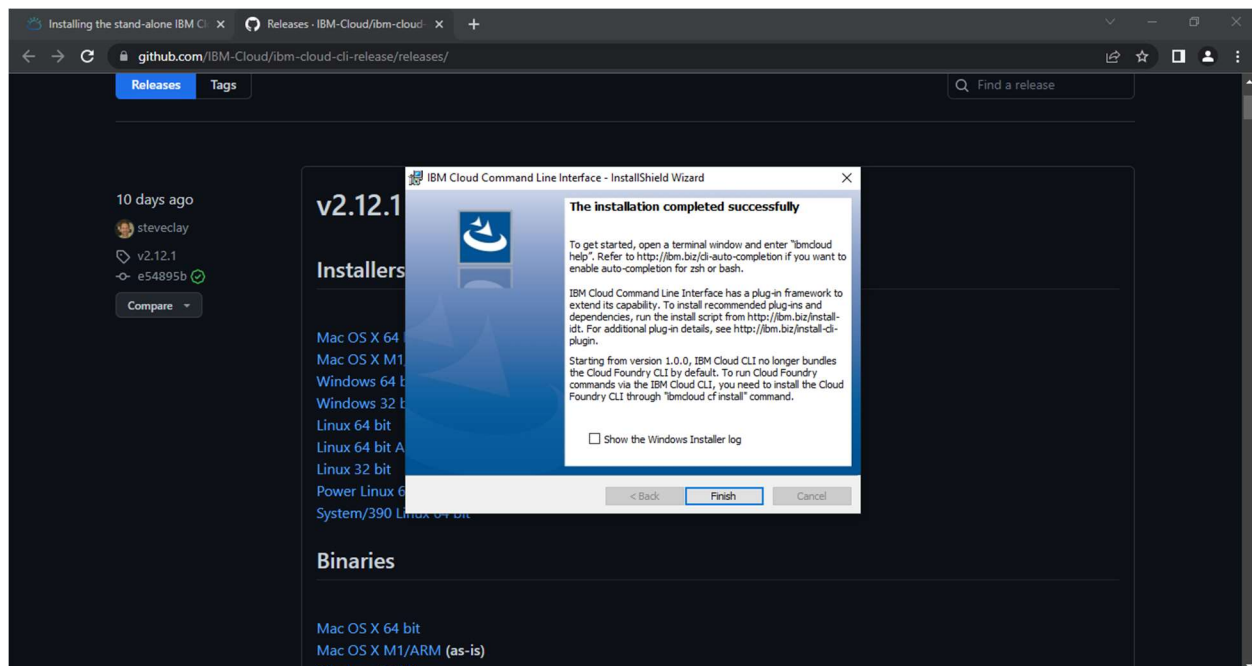 Installing the stand-alone IBM Cl
Releases · IBM-Cloud/ibm-cloud-
github.com/IBM-Cloud/ibm-cloud-cli-release/releases/
Releases
Tags
Find a release
10 days ago
steveclay
v2.12.1
e54895b
Compare
v2.12.1
Installers
Mac OS X 64
Mac OS X M1
Windows 64 b
Windows 32 b
Linux 64 bit
Linux 64 bit A
Linux 32 bit
Power Linux 6
System/390 Linux 64 bit
Binaries
Mac OS X 64 bit
Mac OS X M1/ARM (as-is)
IBM Cloud Command Line Interface - InstallShield Wizard
The installation completed successfully
To get started, open a terminal window and enter "ibmcloud
help". Refer to http://ibm.biz/cli-auto-completion if you want to
enable auto-completion for zsh or bash.
IBM Cloud Command Line Interface has a plug-in framework to
extend its capability. To install recommended plug-ins and
dependencies, run the install script from http://ibm.biz/install-
idt. For additional plug-in details, see http://ibm.biz/install-cli-
plugin.
Starting from version 1.0.0, IBM Cloud CLI no longer bundles
the Cloud Foundry CLI by default. To run Cloud Foundry
commands via the IBM Cloud CLI, you need to install the Cloud
Foundry CLI through "ibmcloud cf install" command.
Show the Windows Installer log
< Back
Finish
Cancel